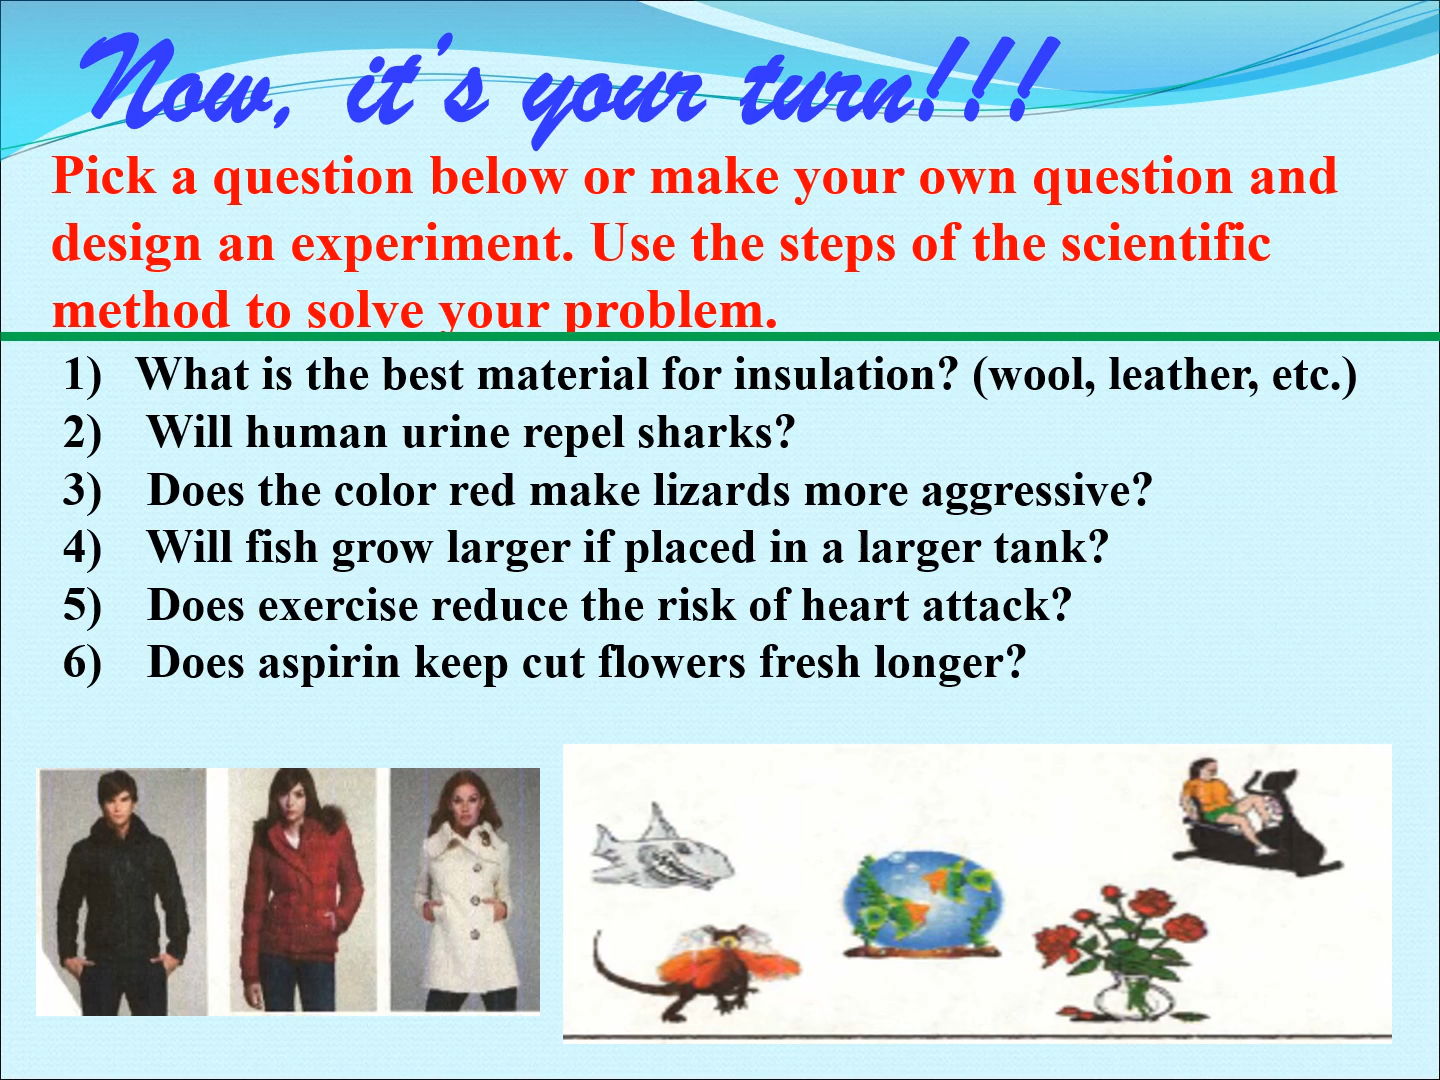 Now, it's your turn!!!
Pick a question below or make your own question and
design an experiment. Use the steps of the scientific
method to solve your problem.
1) What is the best material for insulation? (wool, leather, etc.)
2) Will human urine repel sharks?
3) Does the color red make lizards more aggressive?
4) Will fish grow larger if placed in a larger tank?
5) Does exercise reduce the risk of heart attack?
6) Does aspirin keep cut flowers fresh longer?